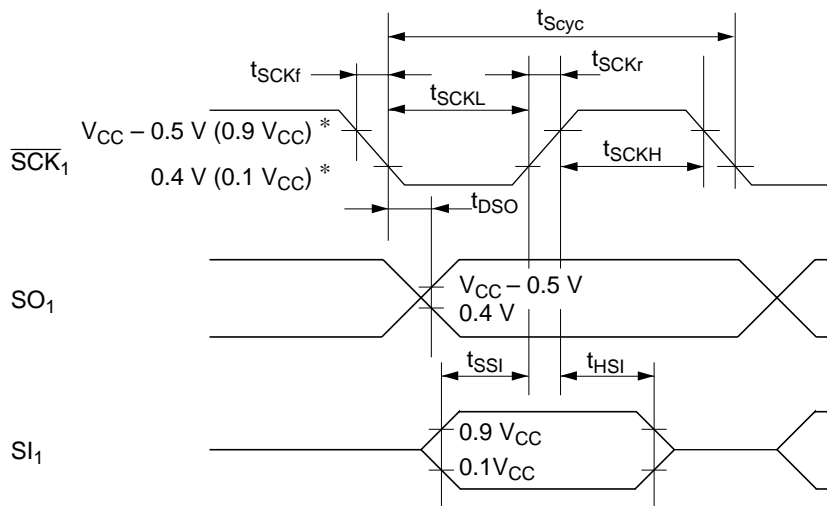 tScyc
tSCKf
tSCKr
tSCKL
VCC – 0.5 V (0.9 VCC) *
SCK1
tSCKH
0.4 V (0.1 VCC) *
tDSO
SO1
VCC – 0.5 V
0.4 V
tSSI
tHSI
SI1
0.9 VCC
0.1VCC